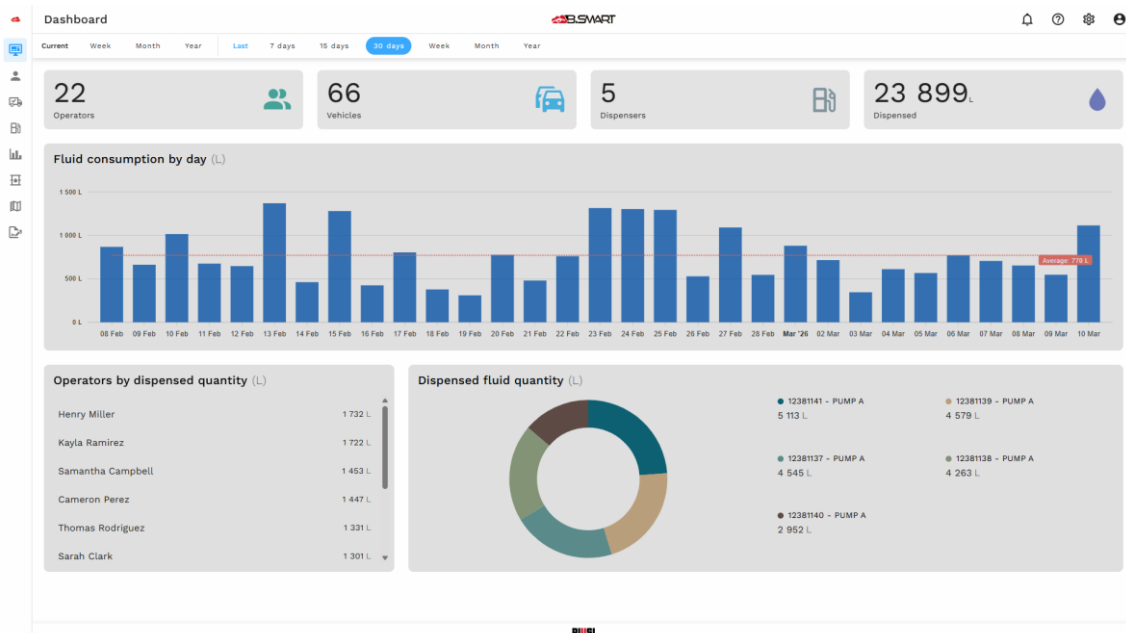 Dashboard
B.SMART
Current Week Month Year Last 7 days 15 days 30 days Week Month Year
22
Operators
66
Vehicles
5
Dispensers
23 899 L
Dispensed
Fluid consumption by day (L)
1 500 L
1 000 L
500 L
0 L
Average: 770 L
08 Feb 09 Feb 10 Feb 11 Feb 12 Feb 13 Feb 14 Feb 15 Feb 16 Feb 17 Feb 18 Feb 19 Feb 20 Feb 21 Feb 22 Feb 23 Feb 24 Feb 25 Feb 26 Feb 27 Feb 28 Feb Mar '26 02 Mar 03 Mar 04 Mar 05 Mar 06 Mar 07 Mar 08 Mar 09 Mar 10 Mar
Operators by dispensed quantity (L)
Henry Miller 1 732 L
Kayla Ramirez 1 722 L
Samantha Campbell 1 453 L
Cameron Perez 1 447 L
Thomas Rodriguez 1 331 L
Sarah Clark 1 301 L
Dispensed fluid quantity (L)
12381141 - PUMP A
5 113 L
12381139 - PUMP A
4 579 L
12381137 - PUMP A
4 545 L
12381138 - PUMP A
4 263 L
12381140 - PUMP A
2 952 L